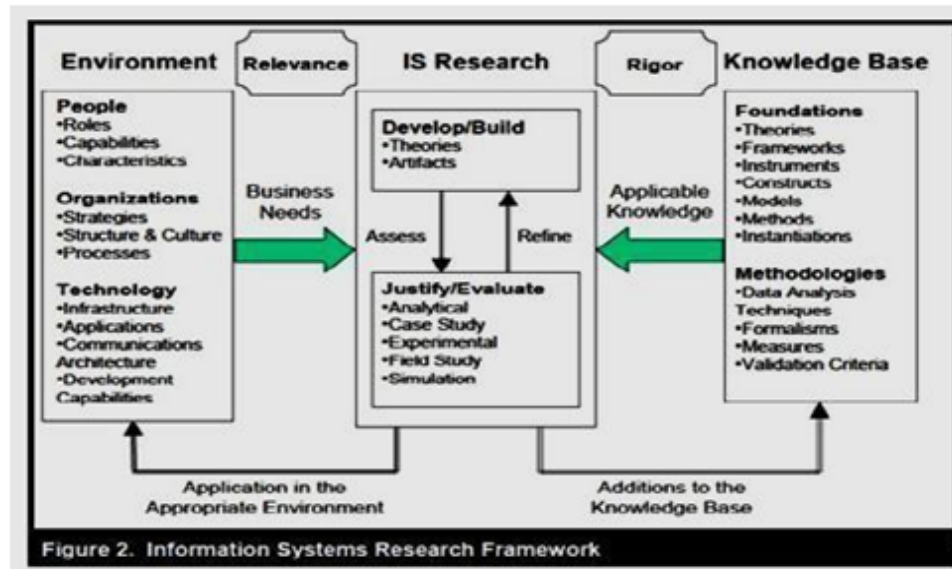 Environment
Relevance
IS Research
Rigor
Knowledge Base
People
•Roles
•Capabilities
•Characteristics
Organizations
•Strategies
•Structure & Culture
•Processes
Technology
•Infrastructure
•Applications
•Communications
Architecture
•Development
Capabilities
Business
Needs
Develop/Build
•Theories
•Artifacts
Assess
Refine
Justify/Evaluate
•Analytical
•Case Study
•Experimental
•Field Study
•Simulation
Applicable
Knowledge
Foundations
•Theories
•Frameworks
•Instruments
•Constructs
•Models
•Methods
•Instantiations
Methodologies
•Data Analysis
Techniques
•Formalisms
•Measures
•Validation Criteria
Application in the
Appropriate Environment
Additions to the
Knowledge Base
Figure 2. Information Systems Research Framework